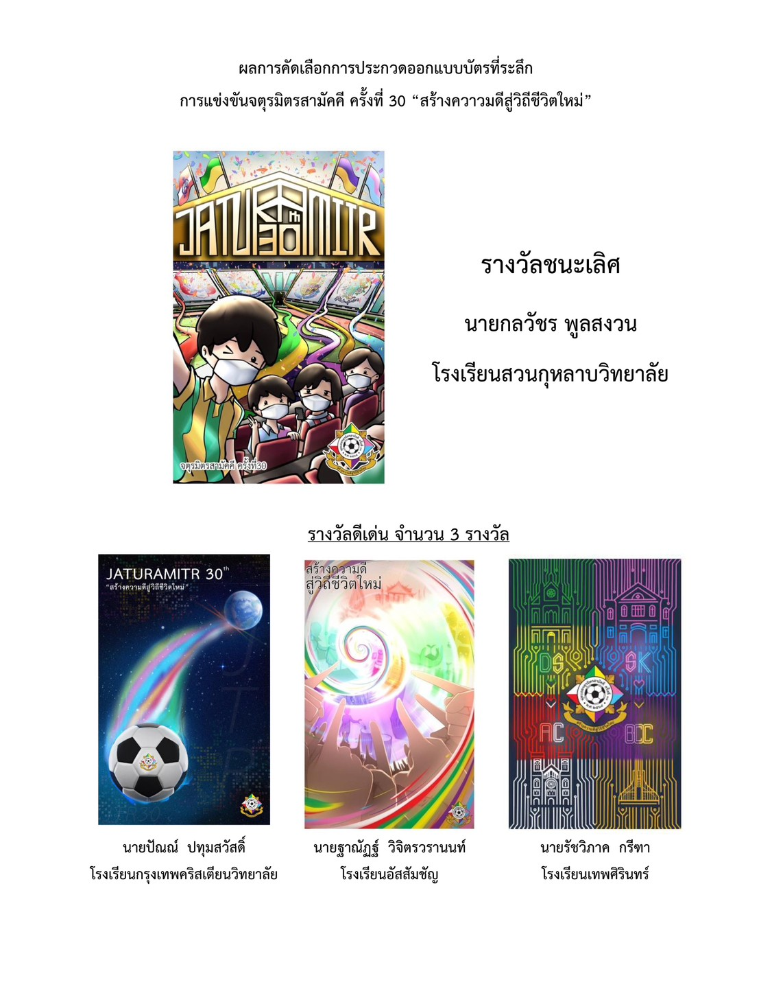 ผลการคัดเลือกการประกวดออกแบบบัตรที่ระลึก
การแข่งขันจตุรมิตรสามัคคี ครั้งที่ 30 “สร้างควาวมดีสู่วิถีชีวิตใหม่”
JATURAMITR
TH
30
จตุรมิตรสามัคคี ครั้งที่30
รางวัลชนะเลิศ
นายกลวัชร พูลสงวน
โรงเรียนสวนกุหลาบวิทยาลัย
รางวัลดีเด่น จำนวน 3 รางวัล
JATURAMITR 30th
“สร้างความดีสู่วิถีชีวิตใหม่”
JTR
สร้างความดี
สู่วิถีชีวิตใหม่
DS SK
AC BCC
นายปัณณ์ ปทุมสวัสดิ์
โรงเรียนกรุงเทพคริสเตียนวิทยาลัย
นายฐาณัฏฐ์ วิจิตรวรานนท์
โรงเรียนอัสสัมชัญ
นายรัชวิภาค กรีฑา
โรงเรียนเทพศิรินทร์